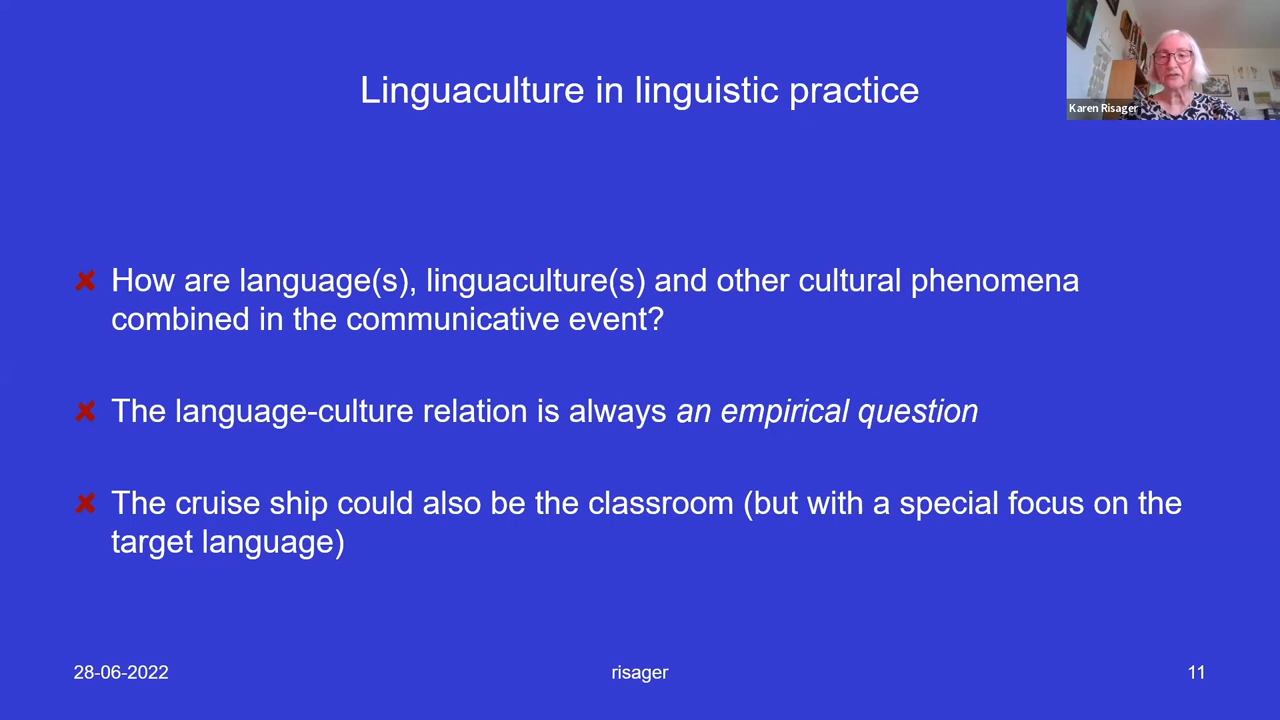 Linguaculture in linguistic practice
Karen Risager
How are language(s), linguaculture(s) and other cultural phenomena
combined in the communicative event?
The language-culture relation is always an empirical question
The cruise ship could also be the classroom (but with a special focus on the
target language)
28-06-2022
risager
11